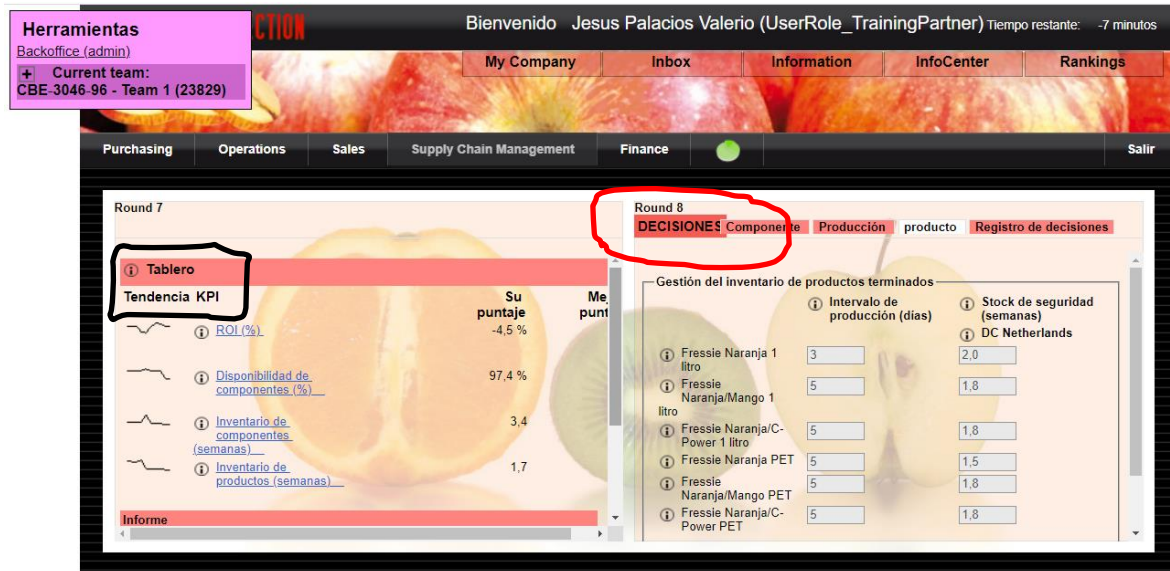 Herramientas
Backoffice (admin)
+ Current team:
CBE-3046-96 - Team 1 (23829)
CTION
Bienvenido Jesus Palacios Valerio (UserRole_TrainingPartner) Tiempo restante: -7 minutos
My Company Inbox Information InfoCenter Rankings
Purchasing Operations Sales Supply Chain Management Finance Salir
Round 7
Tablero
Tendencia KPI Su puntaje
ROI (%) -4,5 %
Disponibilidad de componentes (%) 97,4 %
Inventario de componentes (semanas) 3,4
Inventario de productos (semanas) 1,7
Informe
Round 8
DECISIONES Componente Producción producto Registro de decisiones
Gestión del inventario de productos terminados
Intervalo de producción (días)
Stock de seguridad (semanas)
DC Netherlands
Fressie Naranja 1 litro 3 2,0
Fressie Naranja/Mango 1 litro 5 1,8
Fressie Naranja/C-Power 1 litro 5 1,8
Fressie Naranja PET 5 1,5
Fressie Naranja/Mango PET 5 1,8
Fressie Naranja/C-Power PET 5 1,8